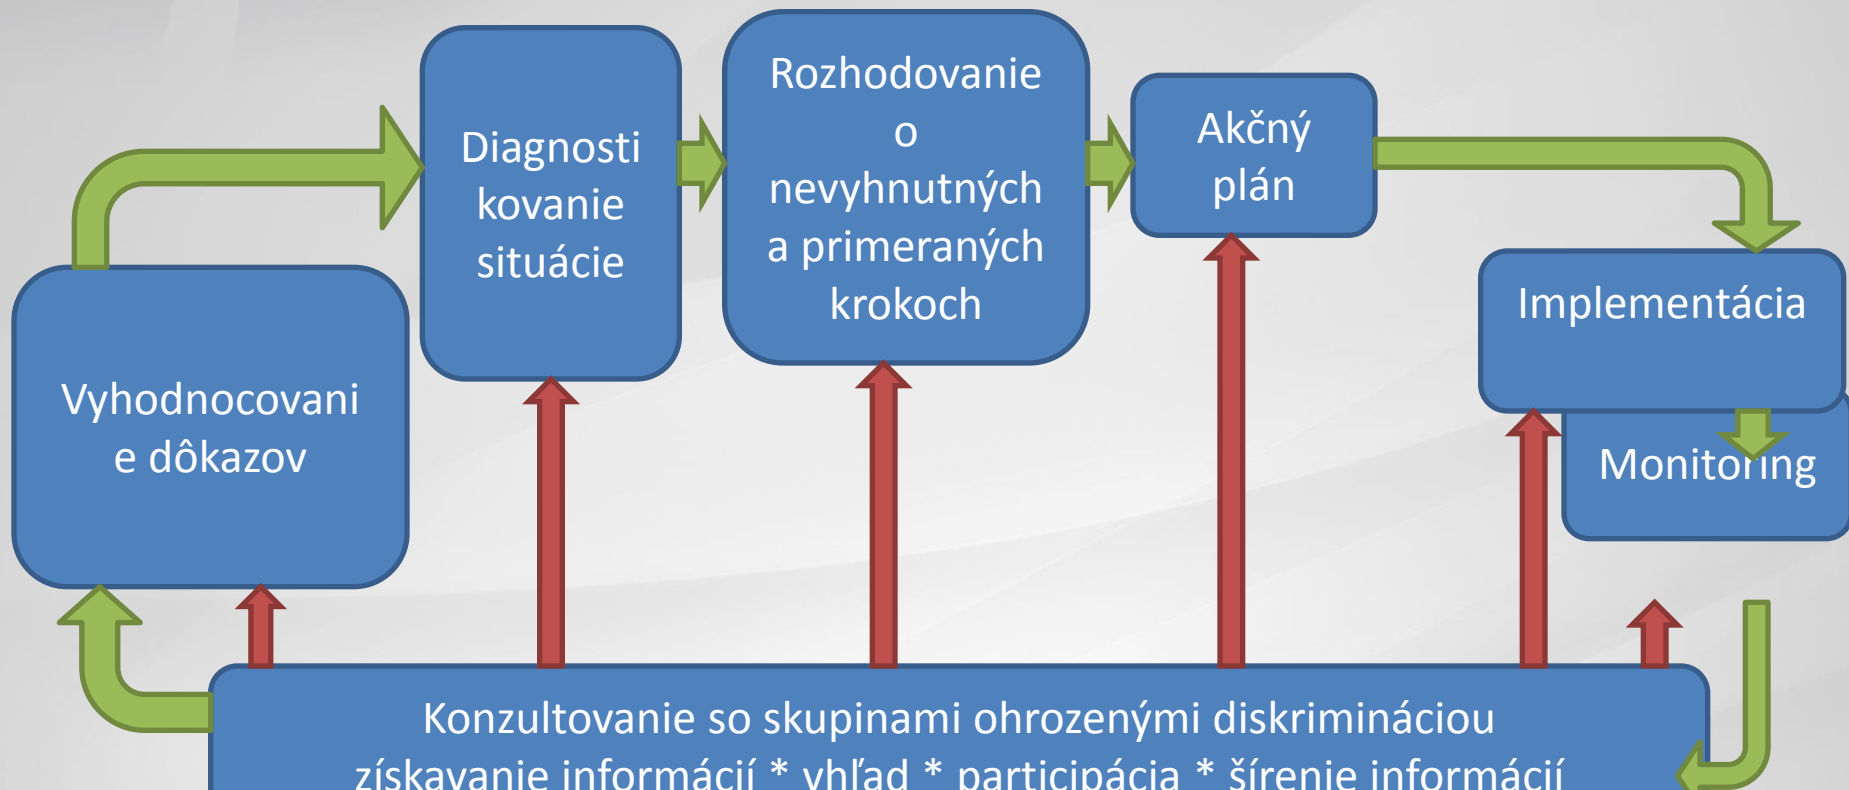 Rozhodovanie
o
nevyhnutných
a primeraných
krokoch
Diagnosti
kovanie
situácie
Akčný
plán
Implementácia
Vyhodnocovani
e dôkazov
Monitoring
Konzultovanie so skupinami ohrozenými diskrimináciou
získavanie informácií * vhľad * participácia * šírenie informácií